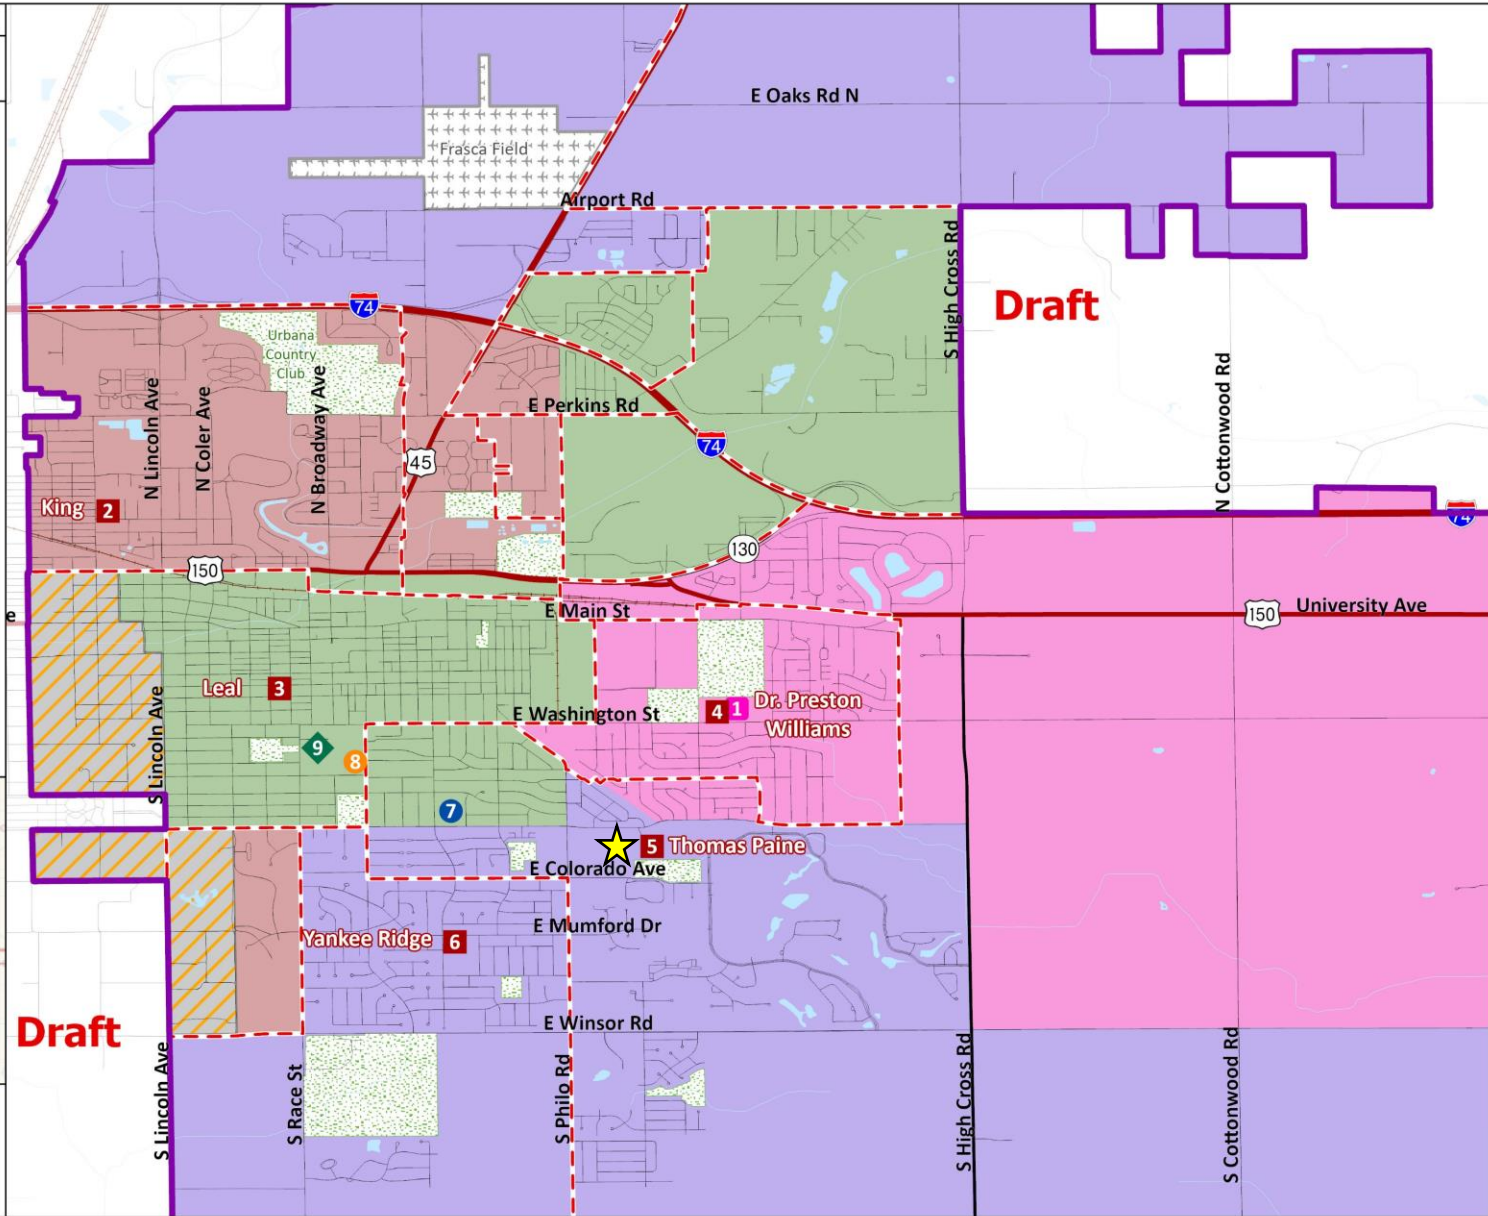 E Oaks Rd N
Frasca Field
Airport Rd
S High Cross Rd
74
Draft
Urbana
Country
Club
N Lincoln Ave
N Coler Ave
N Broadway Ave
E Perkins Rd
N Cottonwood Rd
45
74
King 2
74
130
150
e
E Main St
150
University Ave
Leal 3
S Lincoln Ave
E Washington St
4 1 Dr. Preston
Williams
9
8
7
5 Thomas Paine
E Colorado Ave
E Mumford Dr
Yankee Ridge 6
E Winsor Rd
Draft
S Lincoln Ave
S Race St
S Philo Rd
S High Cross Rd
S Cottonwood Rd